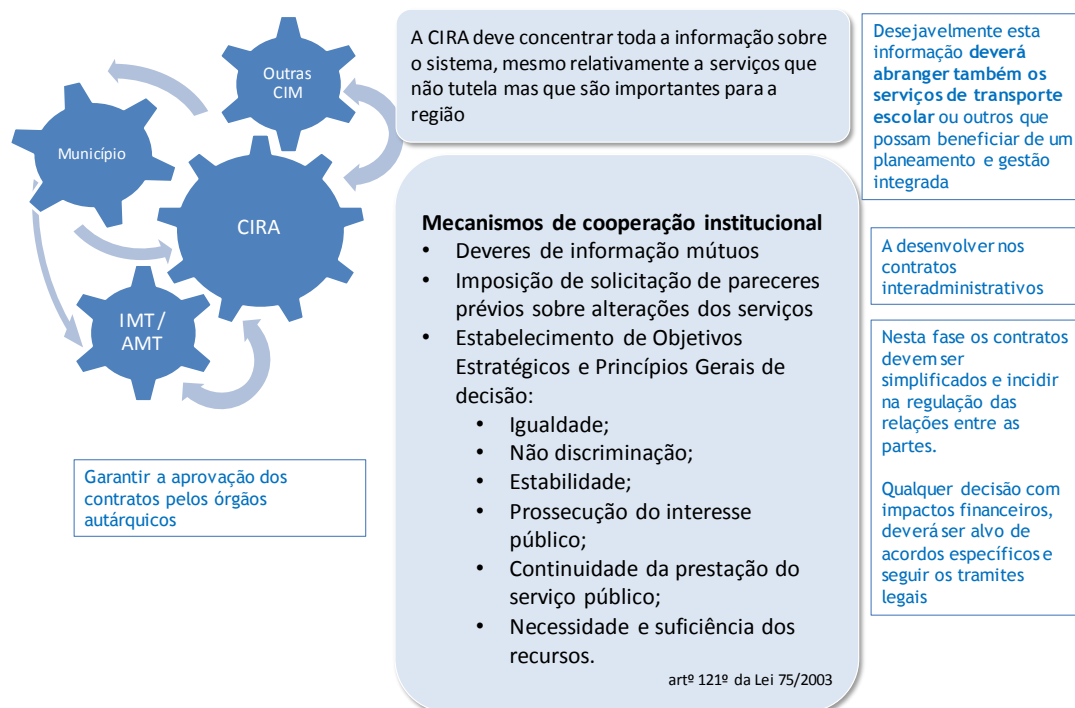 Outras
CIM
Município
CIRA
IMT/
AMT
A CIRA deve concentrar toda a informação sobre
o sistema, mesmo relativamente a serviços que
não tutela mas que são importantes para a
região
Desejavelmente esta
informação deverá
abranger também os
serviços de transporte
escolar ou outros que
possam beneficiar de um
planeamento e gestão
integrada
Mecanismos de cooperação institucional
• Deveres de informação mútuos
• Imposição de solicitação de pareceres
prévios sobre alterações dos serviços
• Estabelecimento de Objetivos
Estratégicos e Princípios Gerais de
decisão:
• Igualdade;
• Não discriminação;
• Estabilidade;
• Prossecução do interesse
público;
• Continuidade da prestação do
serviço público;
• Necessidade e suficiência dos
recursos.
artº 121º da Lei 75/2003
A desenvolver nos
contratos
interadministrativos
Nesta fase os contratos
devem ser
simplificados e incidir
na regulação das
relações entre as
partes.
Qualquer decisão com
impactos financeiros,
deverá ser alvo de
acordos específicos e
seguir os tramites
legais
Garantir a aprovação dos
contratos pelos órgãos
autárquicos